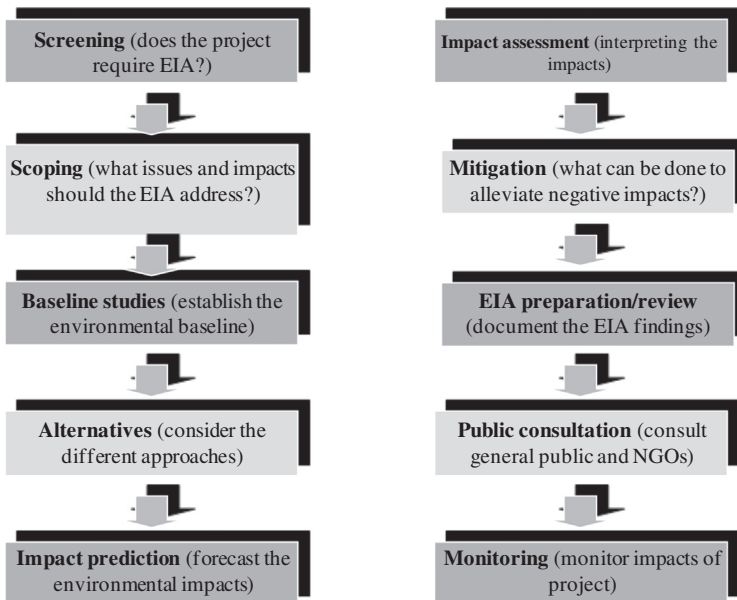 Screening (does the project
require EIA?)
Scoping (what issues and impacts
should the EIA address?)
Baseline studies (establish the
environmental baseline)
Alternatives (consider the
different approaches)
Impact prediction (forecast the
environmental impacts)
Impact assessment (interpreting the
impacts)
Mitigation (what can be done to
alleviate negative impacts?)
EIA preparation/review
(document the EIA findings)
Public consultation (consult
general public and NGOs)
Monitoring (monitor impacts of
project)